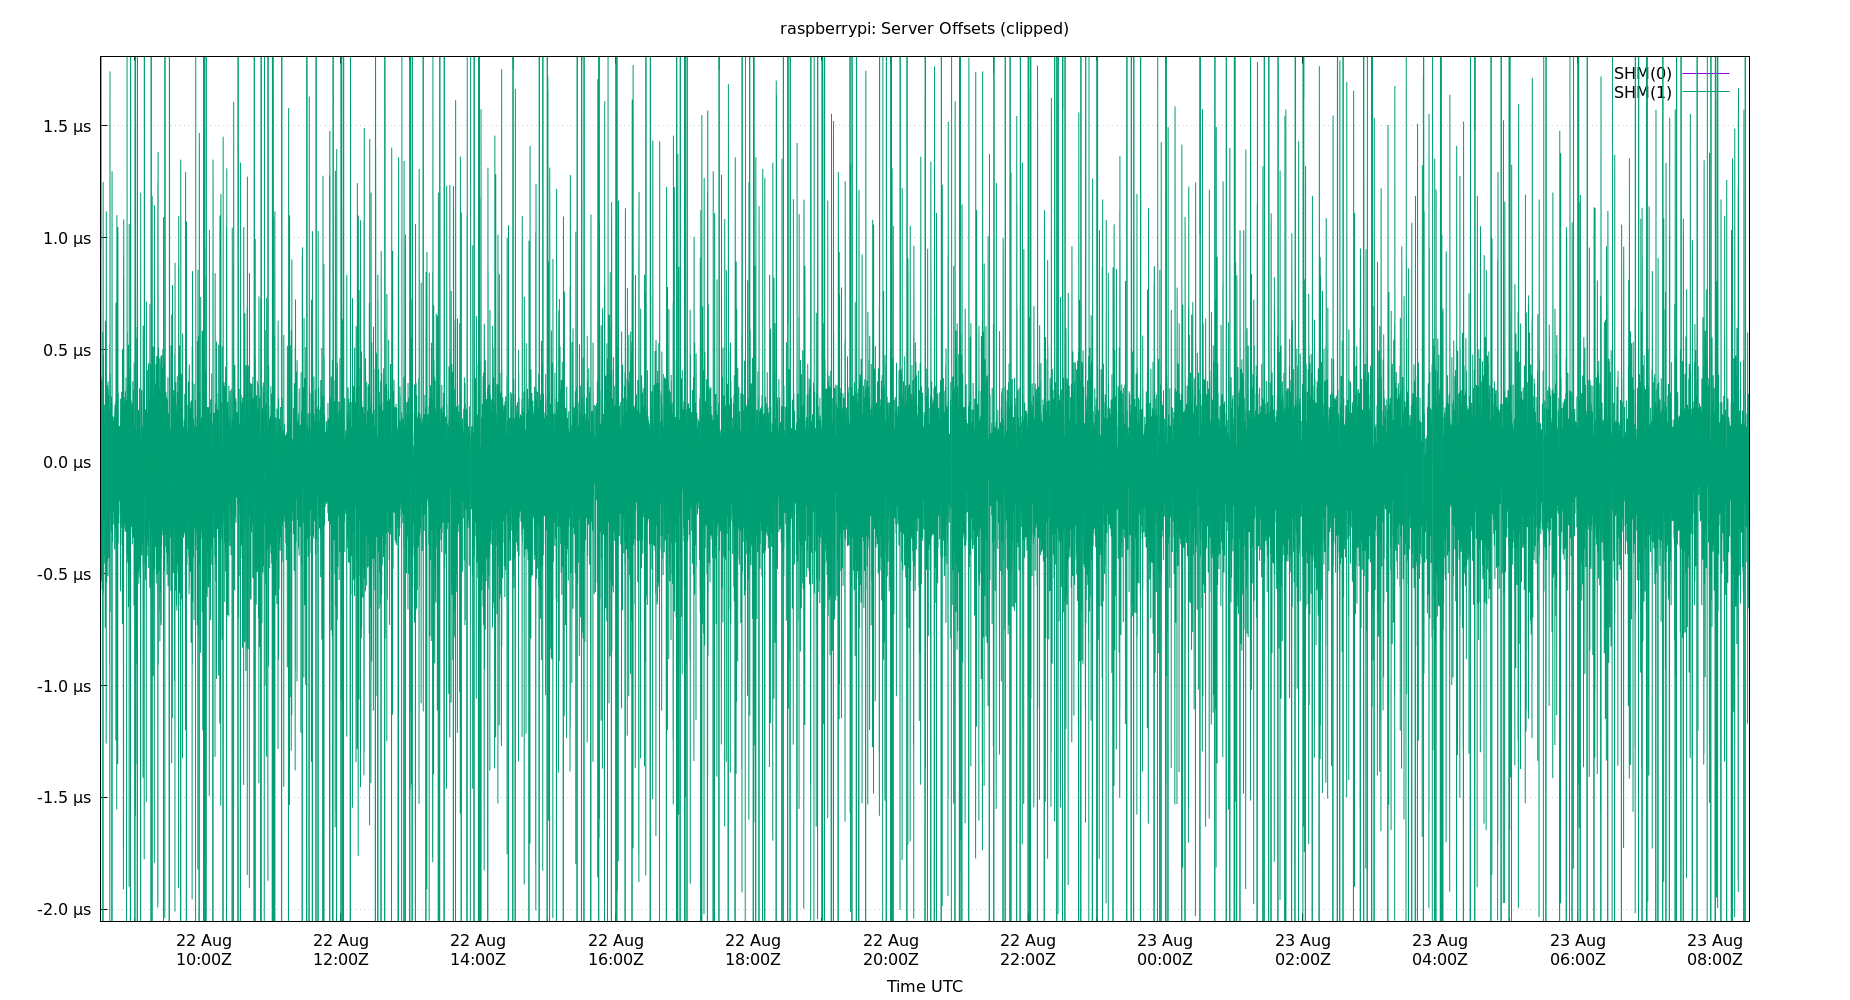 raspberrypi: Server Offsets (clipped)
SHM(0)
SHM(1)
1.5 µs
1.0 µs
0.5 µs
0.0 µs
-0.5 µs
-1.0 µs
-1.5 µs
-2.0 µs
22 Aug 22 Aug 22 Aug 22 Aug 22 Aug 22 Aug 22 Aug 23 Aug 23 Aug 23 Aug 23 Aug 23 Aug
10:00Z 12:00Z 14:00Z 16:00Z 18:00Z 20:00Z 22:00Z 00:00Z 02:00Z 04:00Z 06:00Z 08:00Z
Time UTC